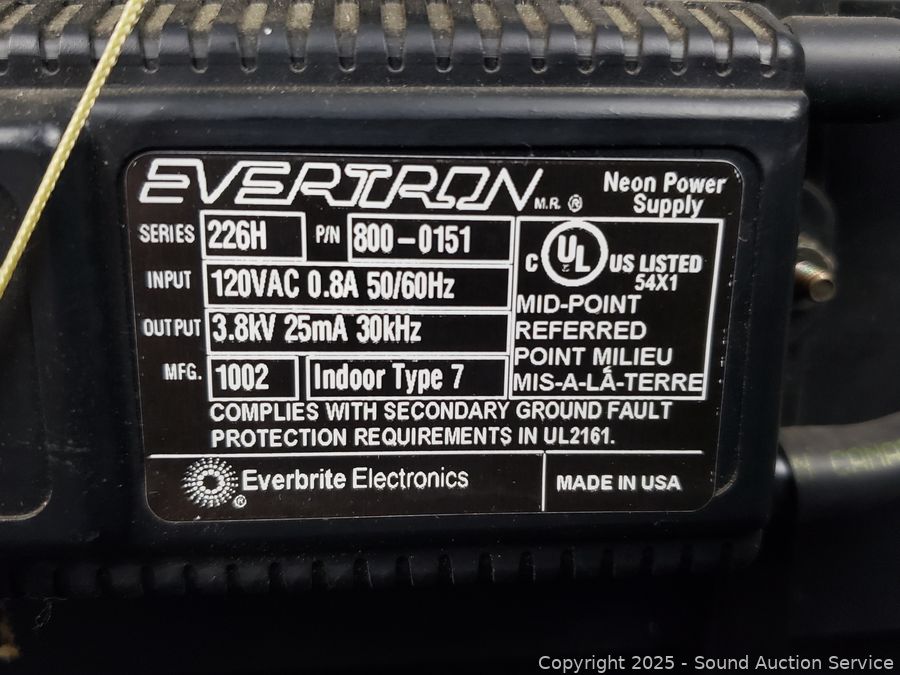 EVERTRON M.R. ®
Neon Power
Supply
SERIES 226H P/N 800-0151
INPUT 120VAC 0.8A 50/60Hz
OUTPUT 3.8kV 25mA 30kHz
MFG. 1002 Indoor Type 7
C UL ® US LISTED
54X1
MID-POINT
REFERRED
POINT MILIEU
MIS-A-LÁ-TERRE
COMPLIES WITH SECONDARY GROUND FAULT
PROTECTION REQUIREMENTS IN UL2161.
® Everbrite Electronics
MADE IN USA
Copyright © 2025 - Sound Auction Service